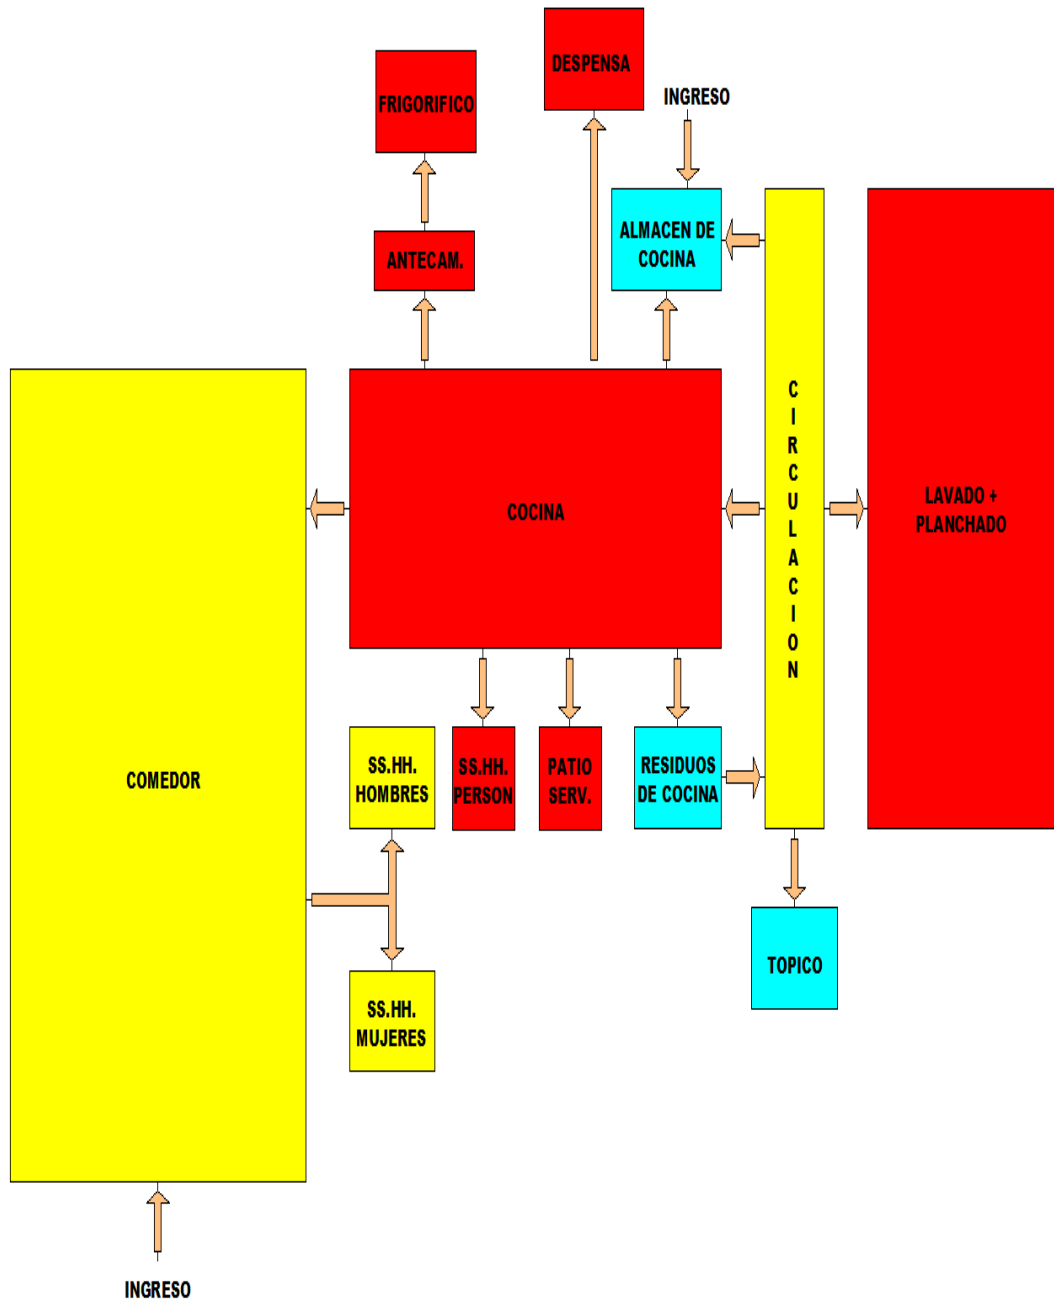 DESPENSA
FRIGORIFICO
INGRESO
ALMACEN DE
COCINA
ANTECAM.
CIRCULACION
LAVADO +
PLANCHADO
COCINA
COMEDOR
SS.HH.
HOMBRES
SS.HH.
PERSON
PATIO
SERV.
RESIDUOS
DE COCINA
TOPICO
SS.HH.
MUJERES
INGRESO